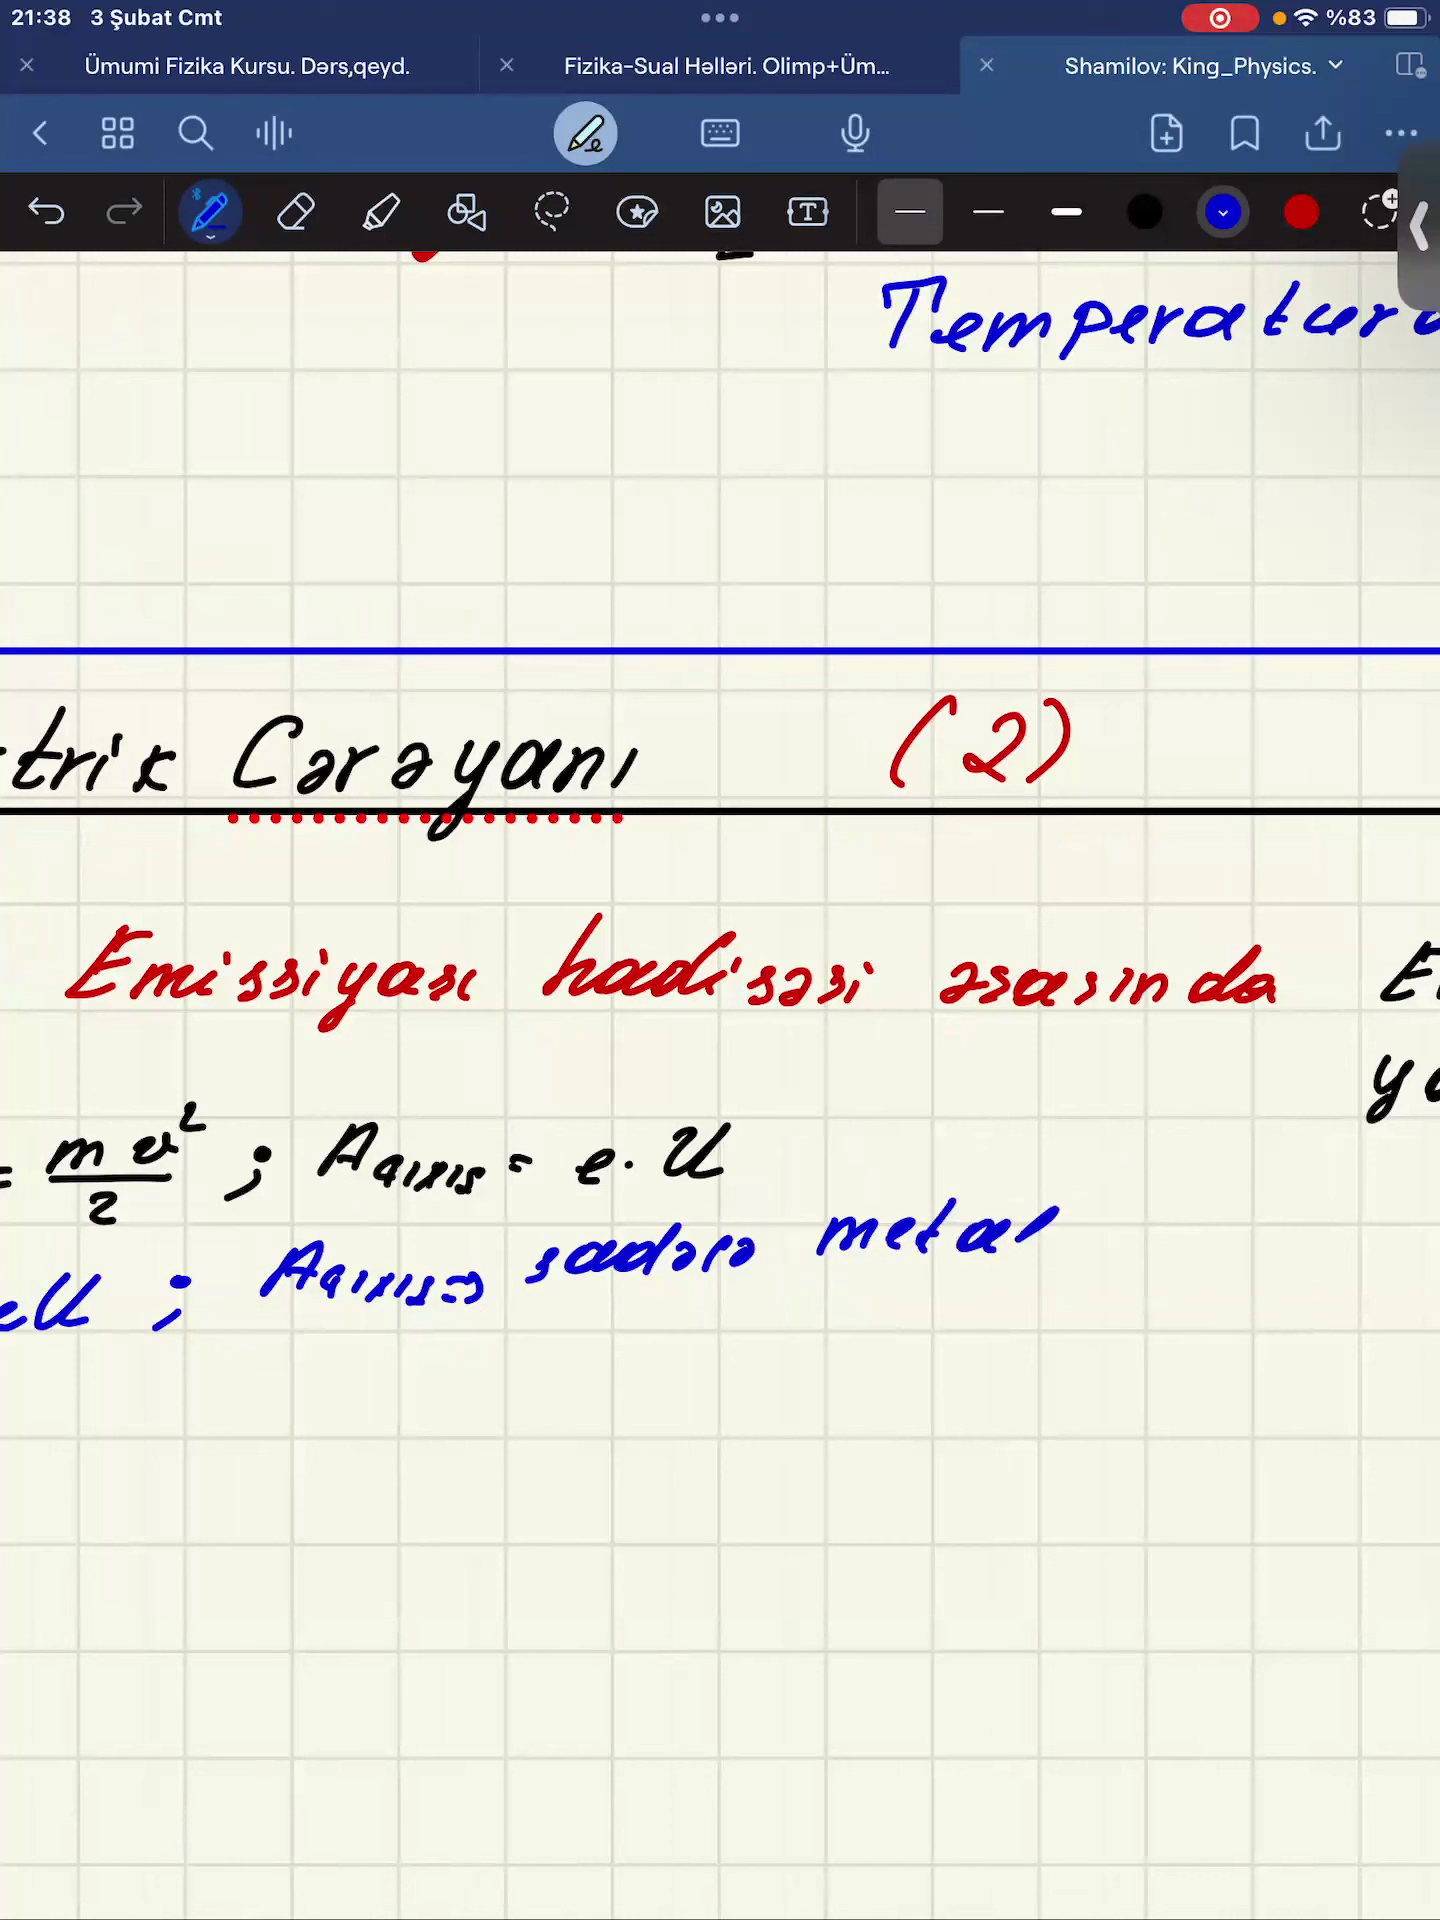 21:38 3 Şubat Cmt %83
Ümumi Fizika Kursu. Dərs,qeyd. Fizika-Sual Həlləri. Olimp+Üm... Shamilov: King_Physics.
Temperatur
trik Cərəyanı (2)
Emissiyası hadisəsi əsasında E
= mv²/2 ; Açıxış = e·U
eU ; Açıxış => sadəcə metal